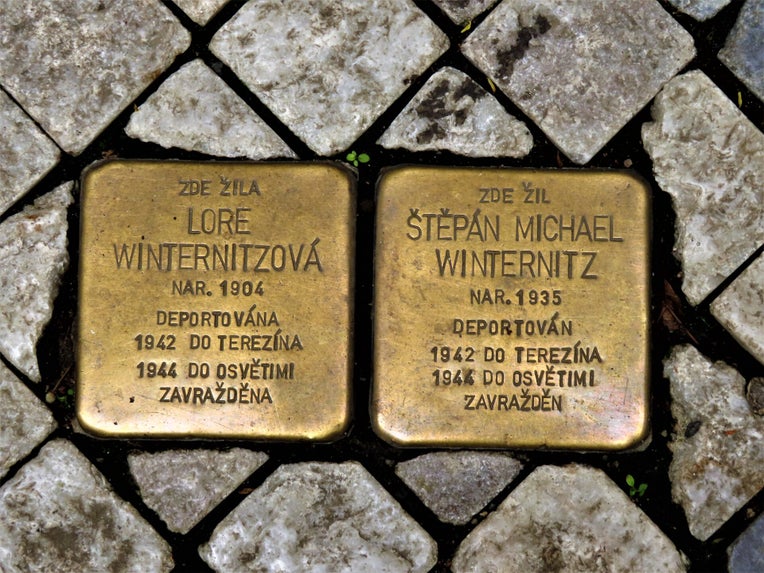 ZDE ŽILA
LORE
WINTERNITZOVÁ
NAR. 1904
DEPORTOVÁNA
1942 DO TEREZÍNA
1944 DO OSVĚTIMI
ZAVRAŽDĚNA
ZDE ŽIL
ŠTĚPÁN MICHAEL
WINTERNITZ
NAR. 1935
DEPORTOVÁN
1942 DO TEREZÍNA
1944 DO OSVĚTIMI
ZAVRAŽDĚN